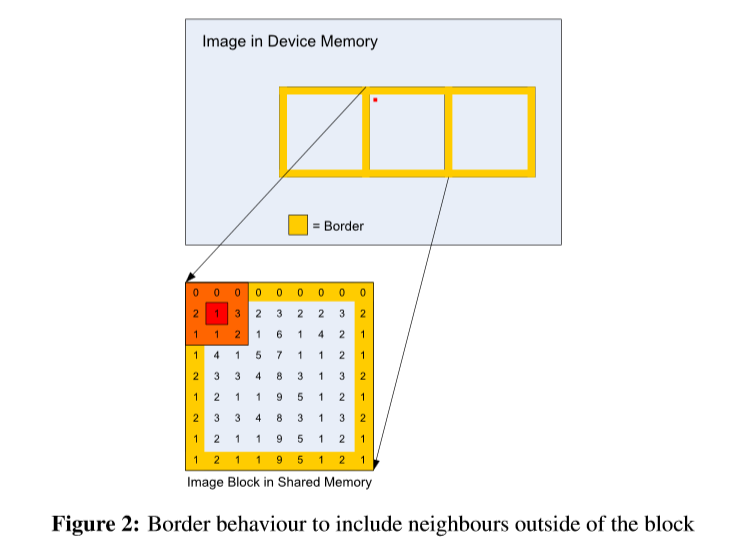 Image in Device Memory
= Border
0 0 0 0 0 0 0 0 0
2 1 3 2 3 2 2 3 2
1 1 2 1 6 1 4 2 1
1 4 1 5 7 1 1 2 1
2 3 3 4 8 3 1 3 2
1 2 1 1 9 5 1 2 1
2 3 3 4 8 3 1 3 2
1 2 1 1 9 5 1 2 1
1 2 1 1 9 5 1 2 1
Image Block in Shared Memory
Figure 2: Border behaviour to include neighbours outside of the block